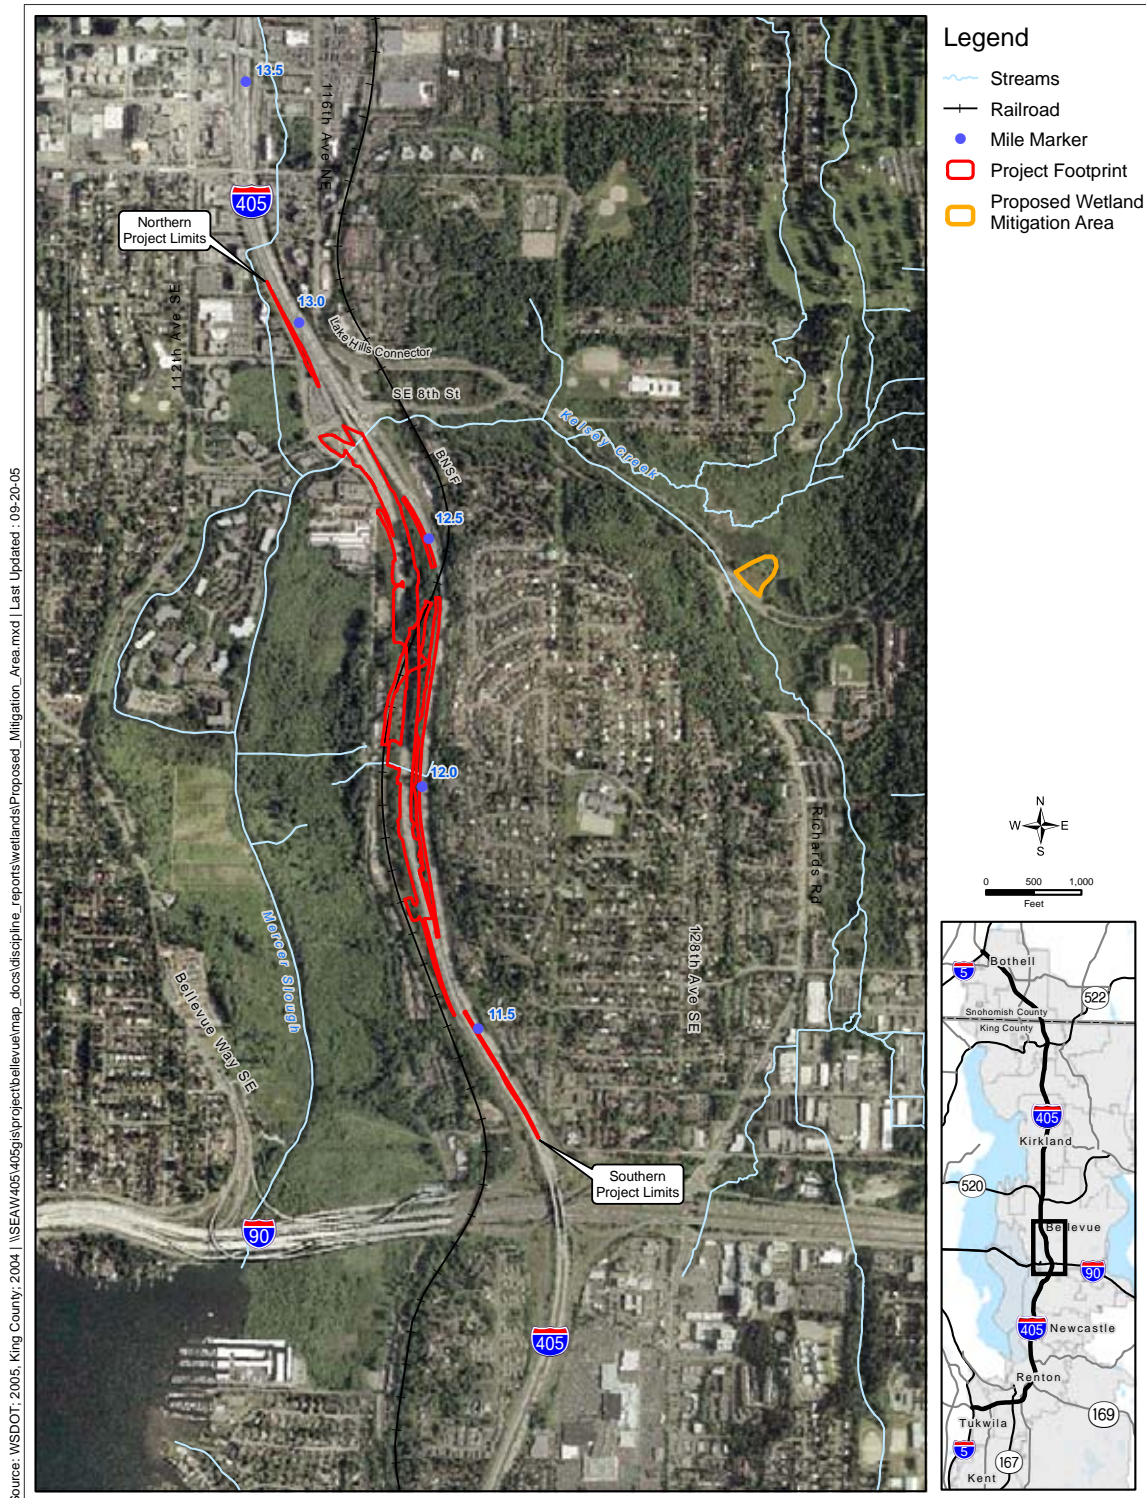 13.5
116th Ave NE
405
Northern
Project Limits
13.0
112th Ave SE
Lake Hills Connector
SE 8th St
Kelsey Creek
BNSF
12.5
12.0
Richards Rd
Mercer Slough
Bellevue Way SE
128th Ave SE
11.5
Southern
Project Limits
90
405
Legend
Streams
Railroad
Mile Marker
Project Footprint
Proposed Wetland
Mitigation Area
N
W E
S
0 500 1,000
Feet
Bothell
5
522
Snohomish County
King County
405
Kirkland
520
Bellevue
90
405
Newcastle
Renton
169
Tukwila
5
167
Kent
Source: WSDOT; 2005, King County; 2004 | \\SEAW405\405gis\project\bellevue\map_docs\discipline_reports\wetlands\Proposed_Mitigation_Area.mxd | Last Updated : 09-20-05